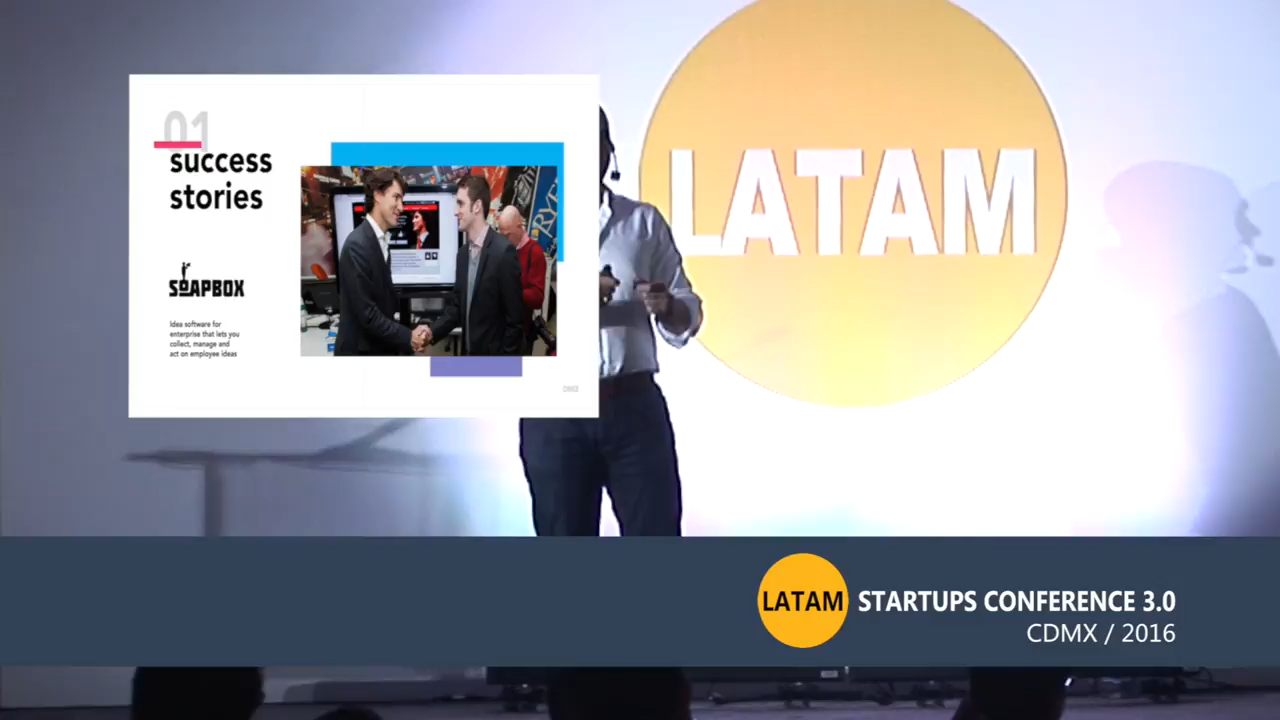 01
success
stories
SOAPBOX
Idea software for
enterprise that lets you
collect, manage and
act on employee ideas
LATAM
LATAM STARTUPS CONFERENCE 3.0
CDMX / 2016